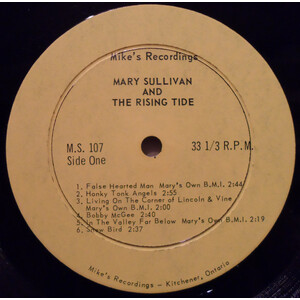 Mike's Recordings
MARY SULLIVAN
AND
THE RISING TIDE
M.S. 107
33 1/3 R.P.M.
Side One
1. False Hearted Man Mary's Own B.M.I. 2:44
2. Honky Tonk Angels 2:55
3. Living On The Corner of Lincoln & Vine
Mary's Own B.M.I. 2:00
4. Bobby McGee 2:40
5. In The Valley Far Below Mary's Own B.M.I. 2:19
6. Snow Bird 2:37
Mike's Recordings - Kitchener, Ontario